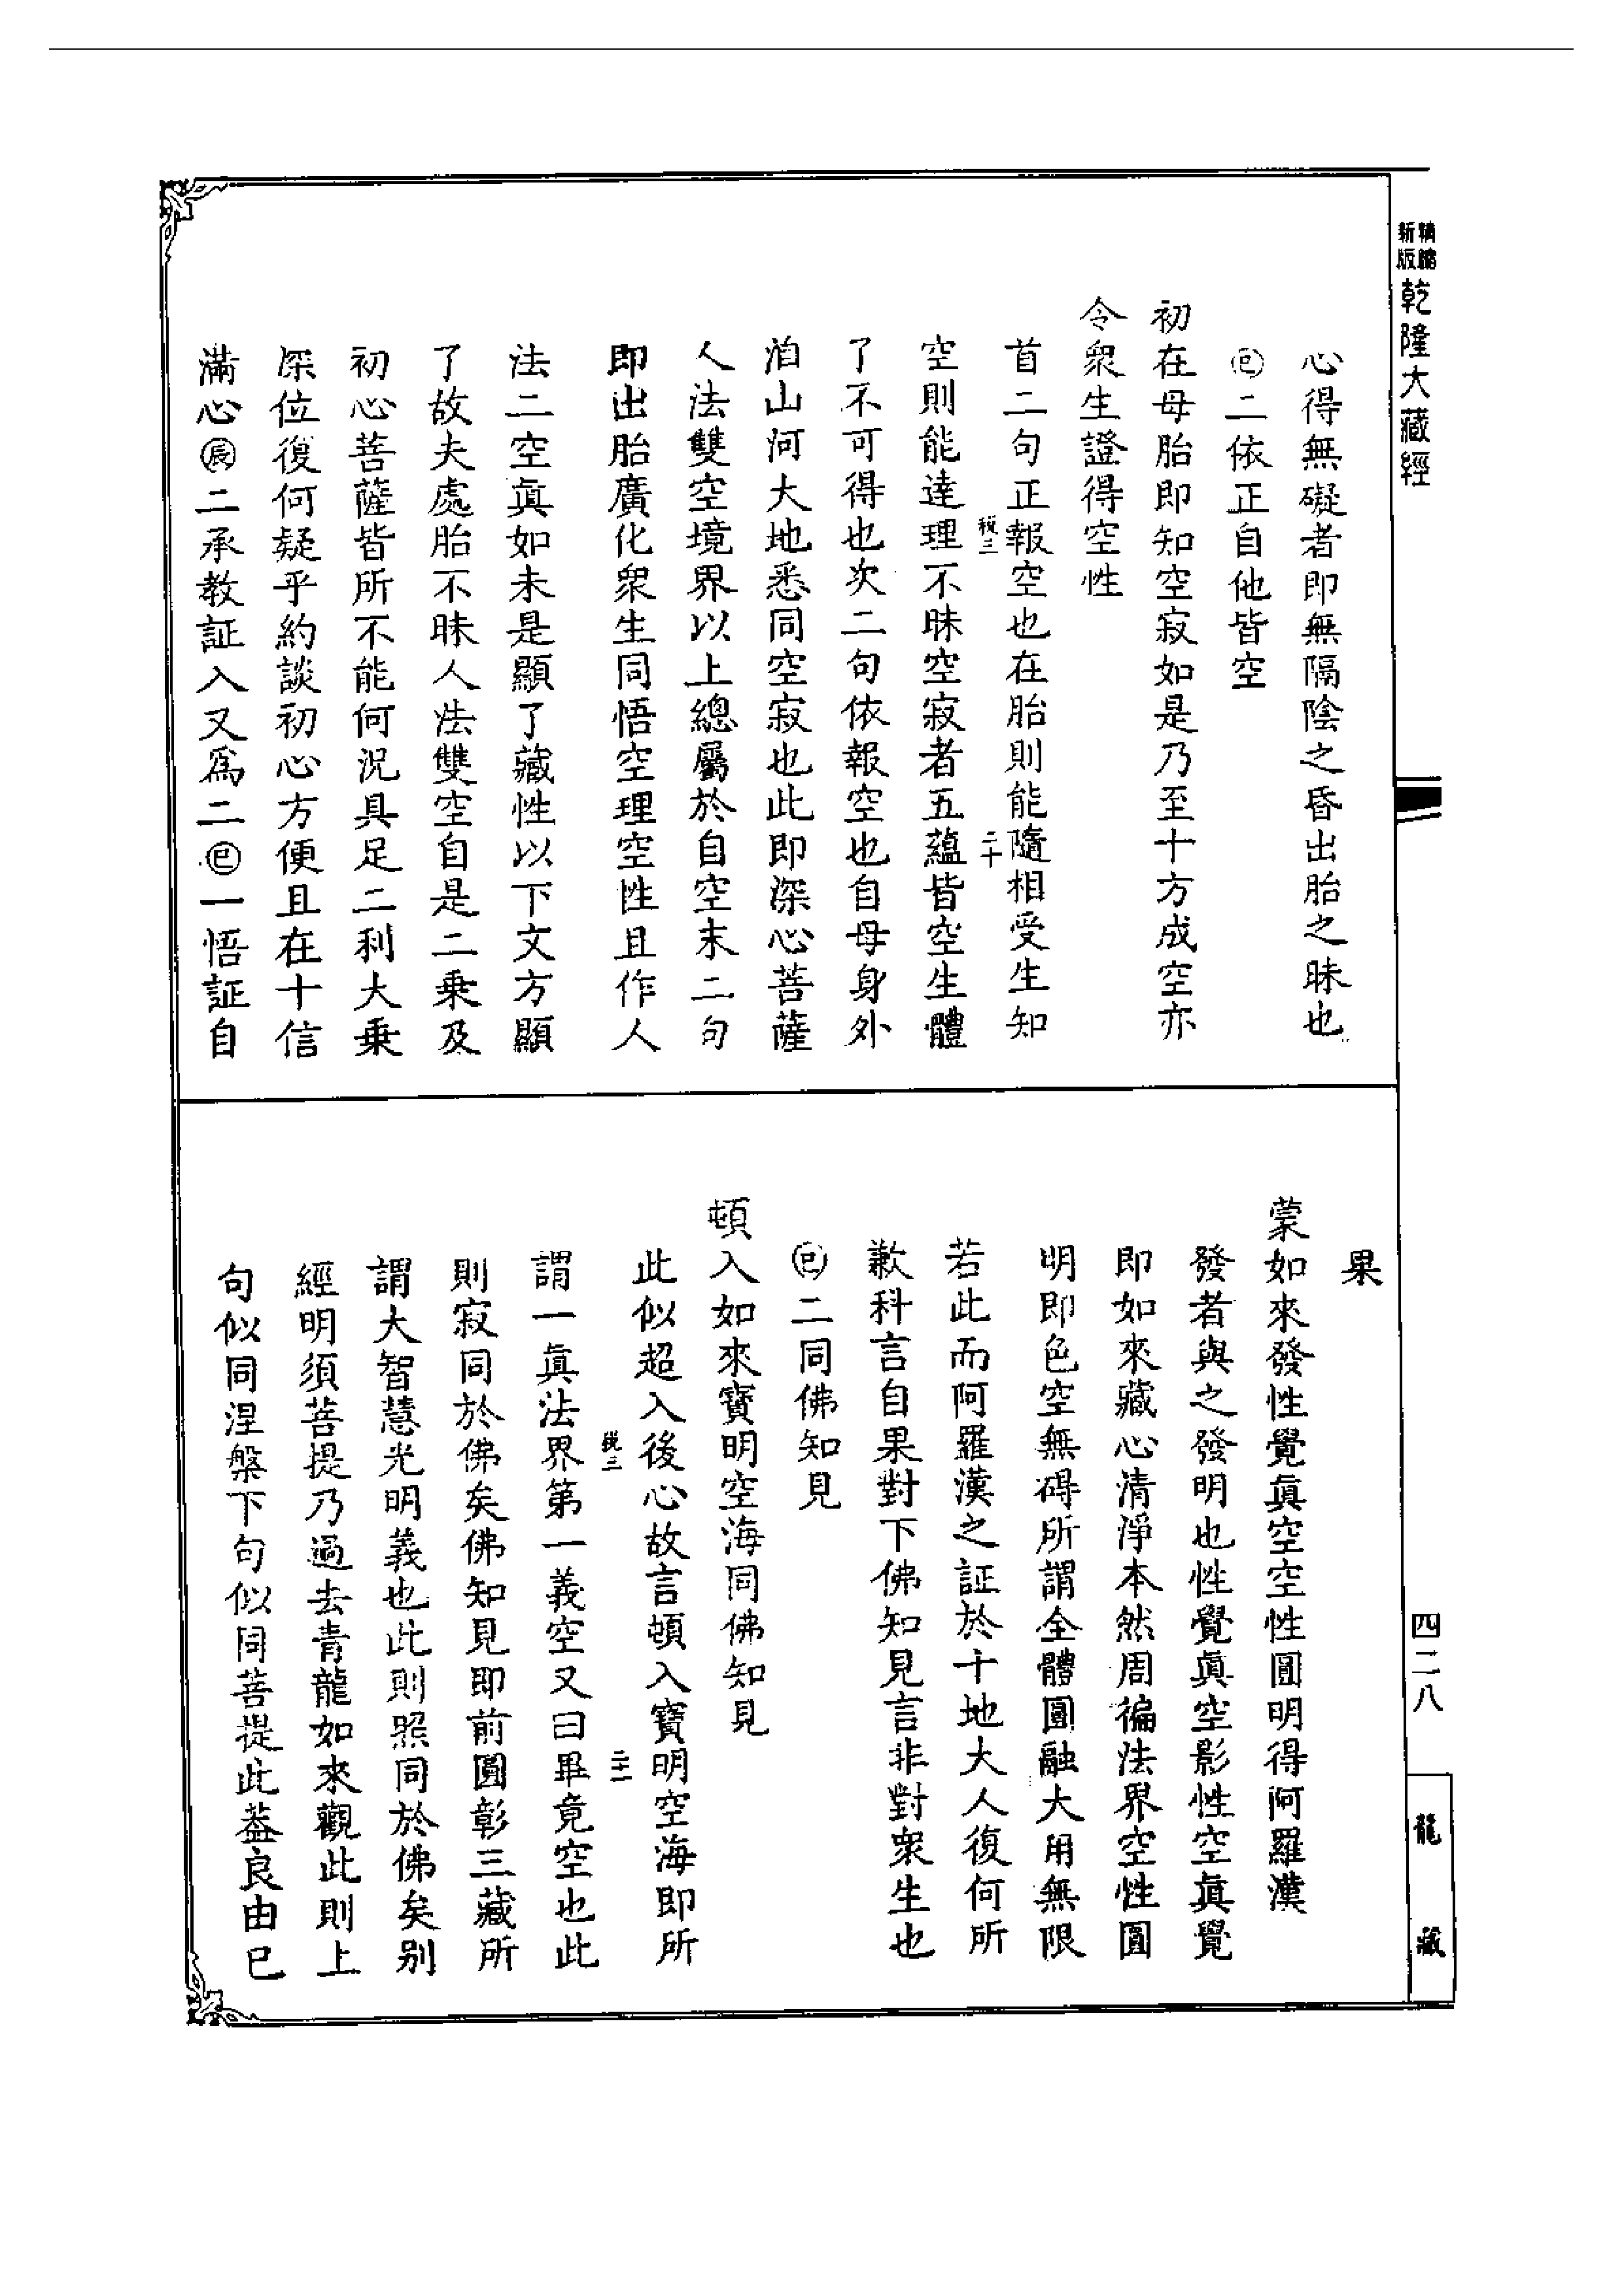 精縮
新版
乾隆大藏經
心得無礙者即無隔陰之昏出胎之昧也
㊁二依正自他皆空
初在母胎即知空寂如是乃至十方成空亦
令衆生證得空性
首二句正報空也在胎則能隨相受生知
税三
二十
空則能達理不昧空寂者五蘊皆空生體
了不可得也次二句依報空也自母身外
洎山河大地悉同空寂也此即深心菩薩
人法雙空境界以上總屬於自空末二句
即出胎廣化衆生同悟空理空性且作人
法二空眞如未是顯了藏性以下文方顯
了故夫處胎不昧人法雙空自是二乗及
初心菩薩皆所不能何況具足二利大乗
深位復何疑乎約談初心方便且在十信
滿心辰二承教証入又爲二巳一悟証自
果
蒙如來發性覺眞空空性圓明得阿羅漢
發者與之發明也性覺眞空影性空眞覺
即如來藏心清淨本然周徧法界空性圓
明即色空無碍所謂全體圓融大用無限
若此而阿羅漢之証於十地大人復何所
歉科言自果對下佛知見言非對衆生也
巳二同佛知見
頓入如來寶明空海同佛知見
此似超入後心故言頓入寶明空海即所
税三
二十一
謂一眞法界第一義空又曰畢竟空也此
則寂同於佛矣佛知見即前圓彰三藏所
謂大智慧光明義也此則照同於佛矣别
經明須菩提乃過去青龍如來觀此則上
句似同涅槃下句似同菩提此葢良由已
四二八
龍藏